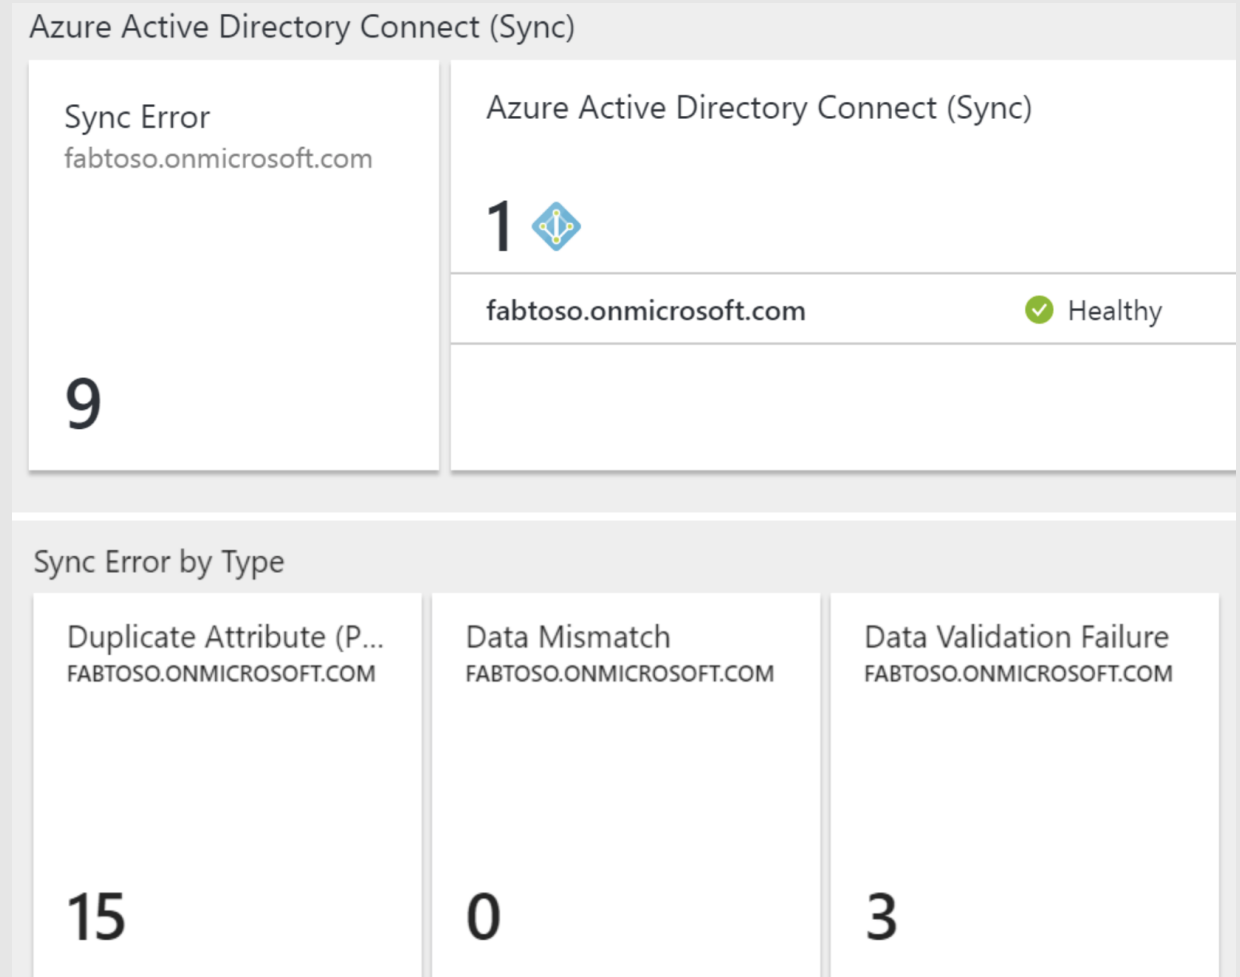 Azure Active Directory Connect (Sync)
Sync Error
fabtoso.onmicrosoft.com
9
Azure Active Directory Connect (Sync)
1
fabtoso.onmicrosoft.com Healthy
Sync Error by Type
Duplicate Attribute (P...
FABTOSO.ONMICROSOFT.COM
15
Data Mismatch
FABTOSO.ONMICROSOFT.COM
0
Data Validation Failure
FABTOSO.ONMICROSOFT.COM
3